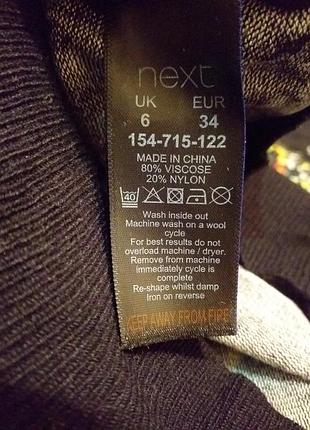 next
UK EUR
6 34
154-715-122
MADE IN CHINA
80% VISCOSE
20% NYLON
40
Wash inside out
Machine wash on a wool
cycle
For best results do not
overload machine / dryer.
Remove from machine
immediately cycle is
complete
Re-shape whilst damp
Iron on reverse
KEEP AWAY FROM FIRE